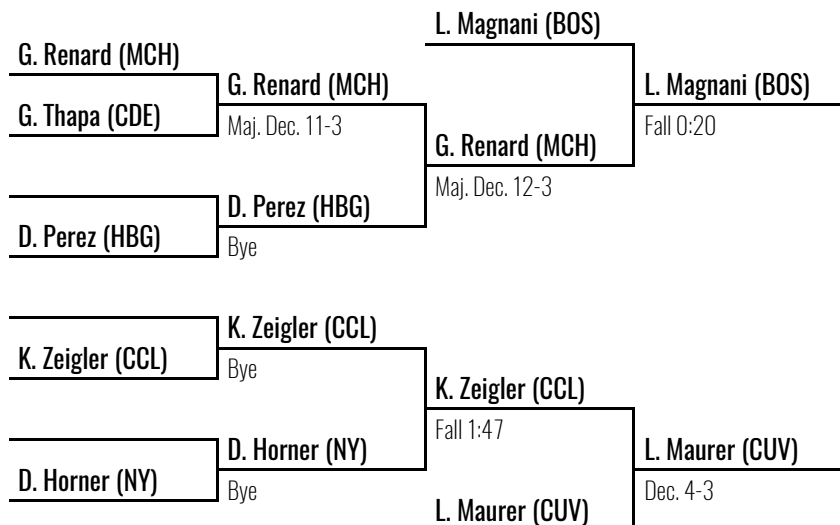 L. Magnani (BOS)
G. Renard (MCH)
G. Renard (MCH)
L. Magnani (BOS)
G. Thapa (CDE)
Maj. Dec. 11-3
Fall 0:20
G. Renard (MCH)
Maj. Dec. 12-3
D. Perez (HBG)
D. Perez (HBG)
Bye
K. Zeigler (CCL)
K. Zeigler (CCL)
Bye
K. Zeigler (CCL)
Fall 1:47
D. Horner (NY)
L. Maurer (CUV)
D. Horner (NY)
Bye
Dec. 4-3
L. Maurer (CUV)